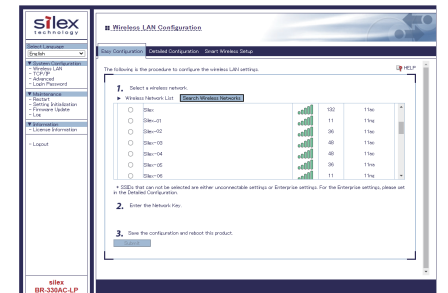 silex
technology
Select Language
English
▼ System Configuration
- Wireless LAN
- TCP/IP
- Advanced
- Login Password
▼ Maintenance
- Restart
- Setting Initialization
- Firmware Update
- Log
▼ Information
- License Information
- Logout
silex
BR-330AC-LP
Wireless LAN Configuration
Easy Configuration Detailed Configuration Smart Wireless Setup
The following is the procedure to configure the wireless LAN settings.
HELP
1. Select a wireless network.
► Wireless Network List Search Wireless Networks
Silex 132 11ac
Silex-01 11 11ax
Silex-02 36 11ac
Silex-03 48 11ac
Silex-04 48 11ac
Silex-05 36 11ac
Silex-06 11 11na
* SSIDs that can not be selected are either unconnectable settings or Enterprise settings. For the Enterprise settings, please set
in the Detailed Configuration.
2. Enter the Network Key.
3. Save the configuration and reboot this product.
Submit